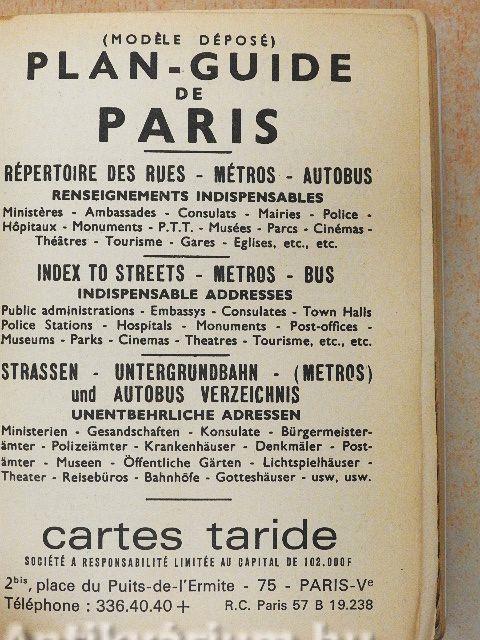 (MODÈLE DÉPOSÉ)
PLAN-GUIDE
DE
PARIS
RÉPERTOIRE DES RUES - MÉTROS - AUTOBUS
RENSEIGNEMENTS INDISPENSABLES
Ministères - Ambassades - Consulats - Mairies - Police -
Hôpitaux - Monuments - P.T.T. - Musées - Parcs - Cinémas -
Théâtres - Tourisme - Gares - Eglises, etc., etc.
INDEX TO STREETS - METROS - BUS
INDISPENSABLE ADDRESSES
Public administrations - Embassys - Consulates - Town Halls
Police Stations - Hospitals - Monuments - Post-offices -
Museums - Parks - Cinemas - Theatres - Tourisme, etc., etc.
STRASSEN - UNTERGRUNDBAHN - (METROS)
und AUTOBUS VERZEICHNIS
UNENTBEHRLICHE ADRESSEN
Ministerien - Gesandschaften - Konsulate - Bürgermeister-
ämter - Polizeiämter - Krankenhäuser - Denkmäler - Post-
ämter - Museen - Öffentliche Gärten - Lichtspielhäuser -
Theater - Reisebüros - Bahnhöfe - Gotteshäuser - usw, usw.
cartes taride
SOCIÉTÉ A RESPONSABILITÉ LIMITÉE AU CAPITAL DE 102.000F
2bis, place du Puits-de-l'Ermite - 75 - PARIS-Ve
Téléphone : 336.40.40 + R.C. Paris 57 B 19.238